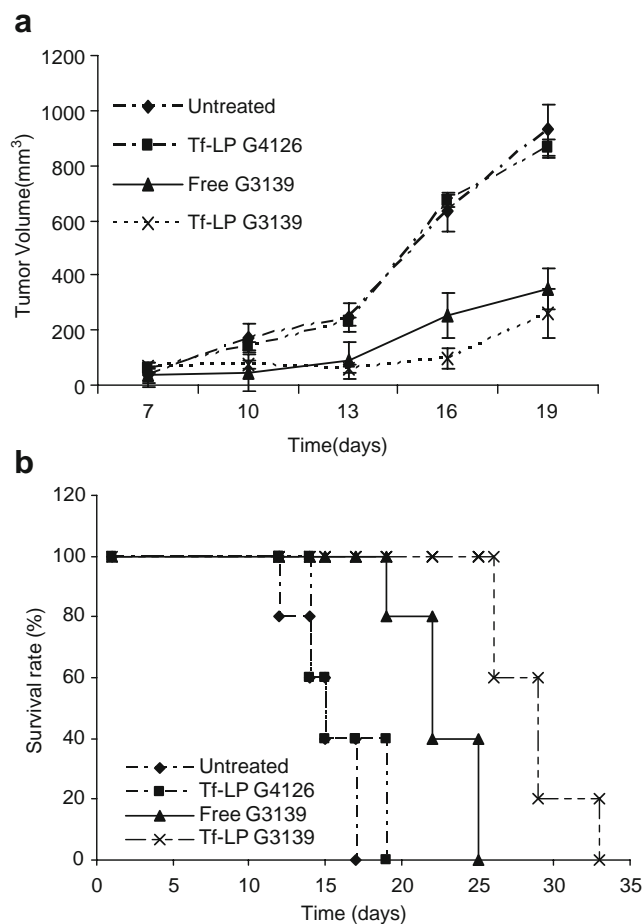 a
1200
1000
800
600
400
200
0
Tumor Volume(mm³)
Untreated
Tf-LP G4126
Free G3139
Tf-LP G3139
7 10 13 16 19
Time(days)
b
120
100
80
60
40
20
0
Survival rate (%)
Untreated
Tf-LP G4126
Free G3139
Tf-LP G3139
0 5 10 15 20 25 30 35
Time (days)